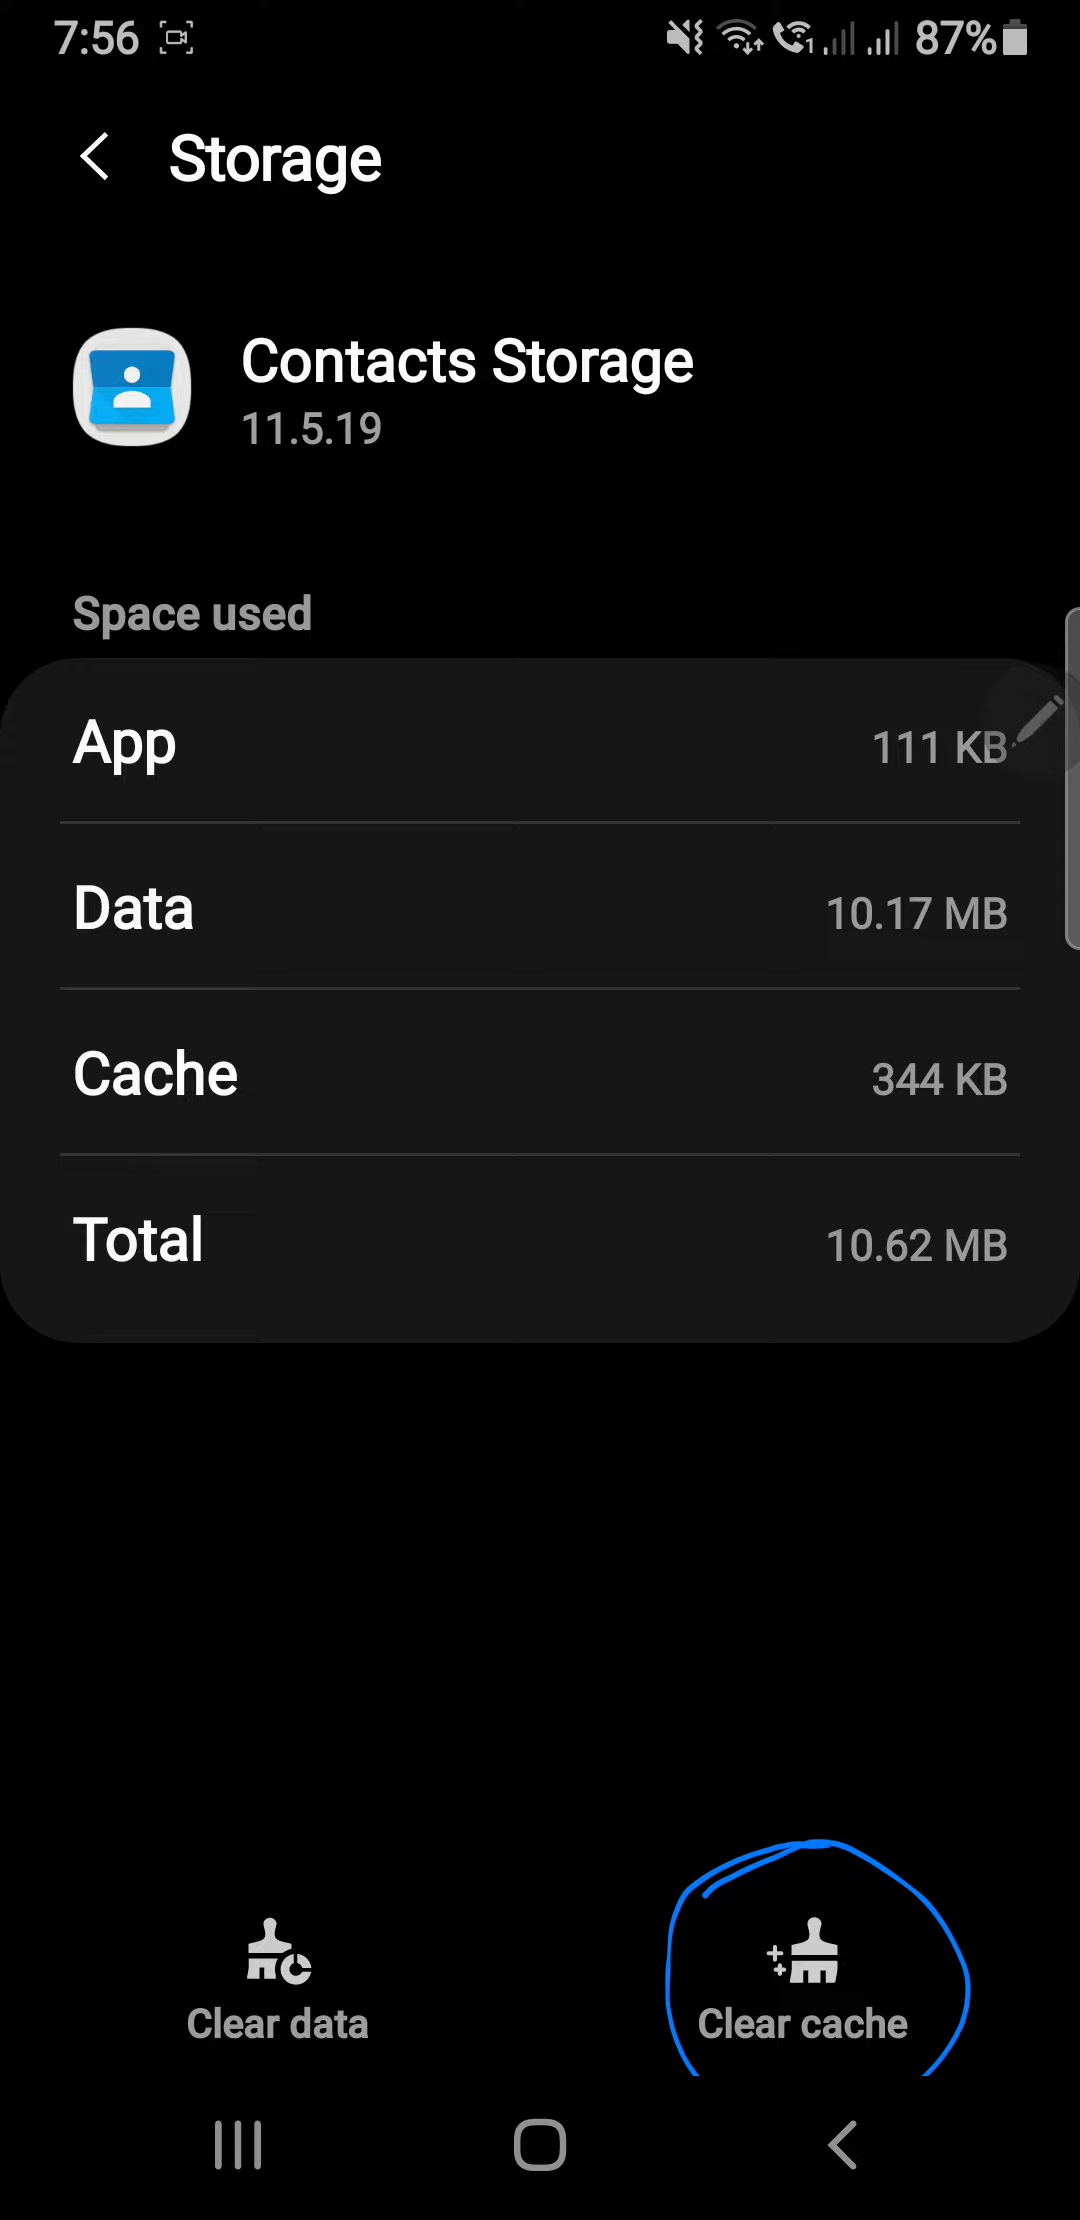 7:56 1 87%
Storage
Contacts Storage
11.5.19
Space used
App 111 KB
Data 10.17 MB
Cache 344 KB
Total 10.62 MB
Clear data Clear cache